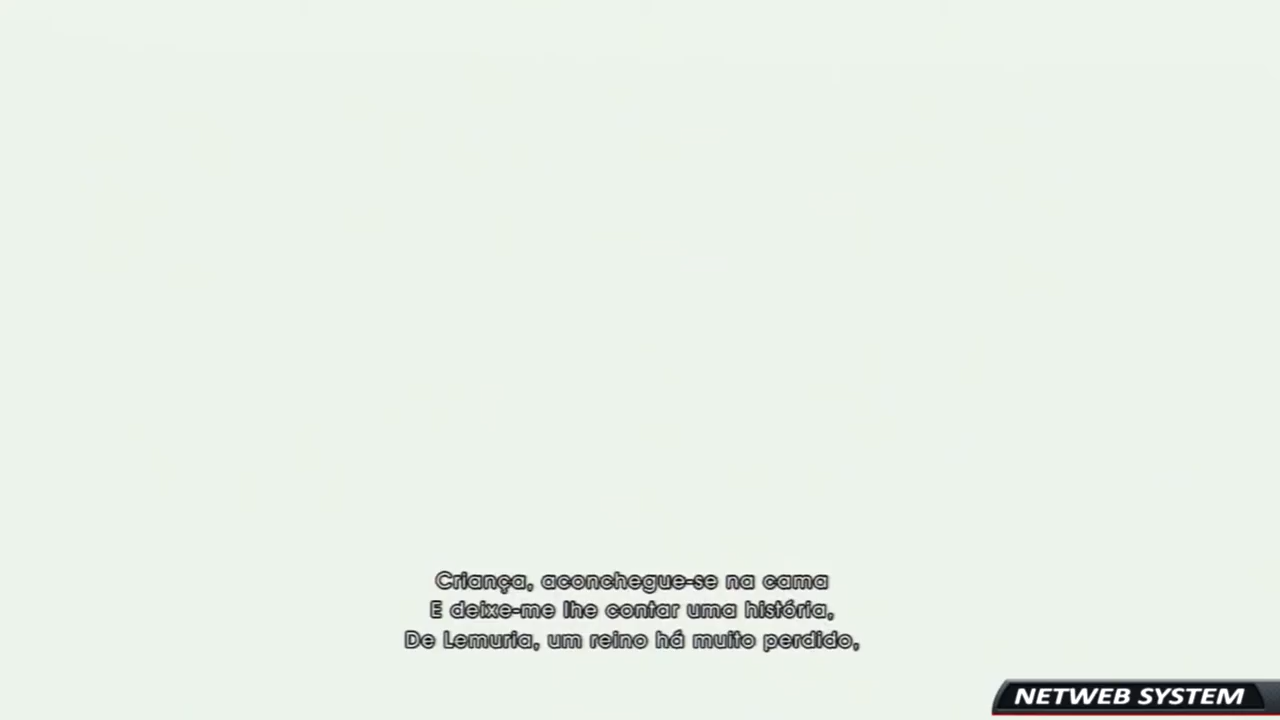 Criança, aconchegue-se na cama
E deixe-me lhe contar uma história,
De Lemuria, um reino há muito perdido,
NETWEB SYSTEM